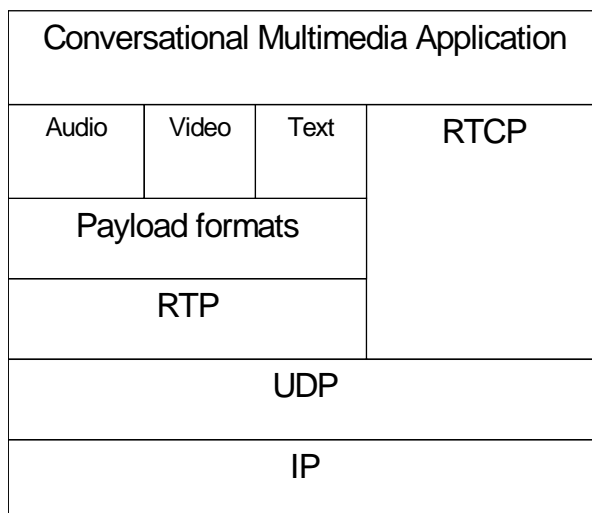 Conversational Multimedia Application
Audio
Video
Text
RTCP
Payload formats
RTP
UDP
IP